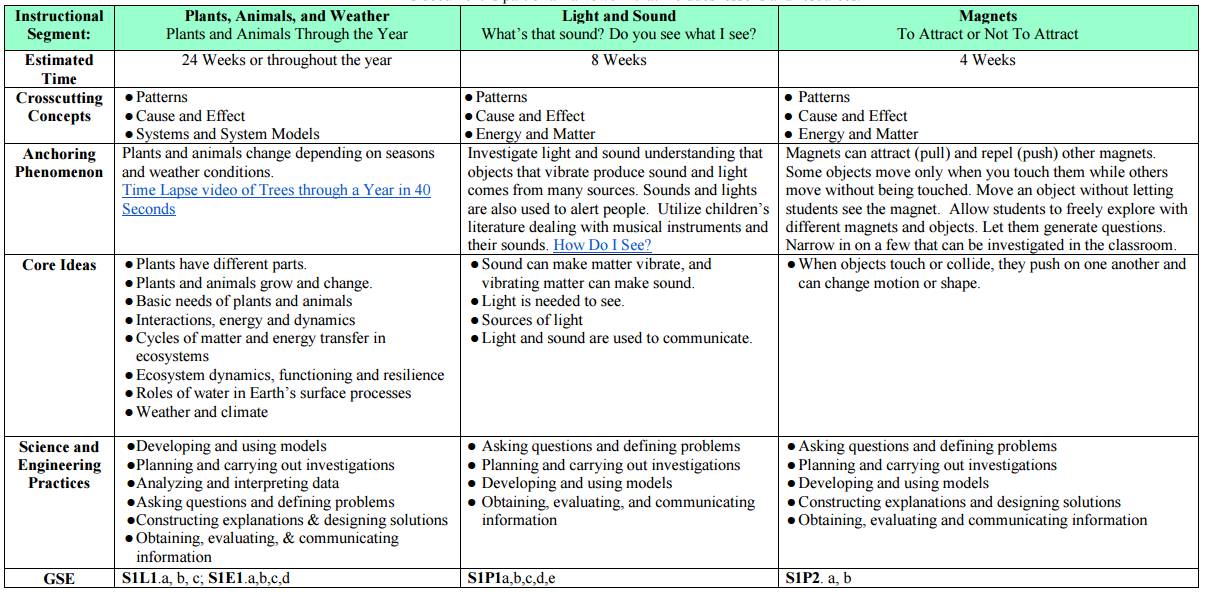 Instructional Segment:
Plants, Animals, and Weather
Plants and Animals Through the Year
Light and Sound
What's that sound? Do you see what I see?
Magnets
To Attract or Not To Attract
Estimated Time
24 Weeks or throughout the year
8 Weeks
4 Weeks
Crosscutting Concepts
● Patterns
● Cause and Effect
● Systems and System Models
● Patterns
● Cause and Effect
● Energy and Matter
● Patterns
● Cause and Effect
● Energy and Matter
Anchoring Phenomenon
Plants and animals change depending on seasons
and weather conditions.
Time Lapse video of Trees through a Year in 40
Seconds
Investigate light and sound understanding that
objects that vibrate produce sound and light
comes from many sources. Sounds and lights
are also used to alert people. Utilize children's
literature dealing with musical instruments and
their sounds. How Do I See?
Magnets can attract (pull) and repel (push) other magnets.
Some objects move only when you touch them while others
move without being touched. Move an object without letting
students see the magnet. Allow students to freely explore with
different magnets and objects. Let them generate questions.
Narrow in on a few that can be investigated in the classroom.
Core Ideas
● Plants have different parts.
● Plants and animals grow and change.
● Basic needs of plants and animals
● Interactions, energy and dynamics
● Cycles of matter and energy transfer in
ecosystems
● Ecosystem dynamics, functioning and resilience
● Roles of water in Earth's surface processes
● Weather and climate
● Sound can make matter vibrate, and
vibrating matter can make sound.
● Light is needed to see.
● Sources of light
● Light and sound are used to communicate.
● When objects touch or collide, they push on one another and
can change motion or shape.
Science and Engineering Practices
● Developing and using models
● Planning and carrying out investigations
● Analyzing and interpreting data
● Asking questions and defining problems
● Constructing explanations & designing solutions
● Obtaining, evaluating, & communicating
information
● Asking questions and defining problems
● Planning and carrying out investigations
● Developing and using models
● Obtaining, evaluating, and communicating
information
● Asking questions and defining problems
● Planning and carrying out investigations
● Developing and using models
● Constructing explanations and designing solutions
● Obtaining, evaluating and communicating information
GSE
S1L1.a, b, c; S1E1.a,b,c,d
S1P1a,b,c,d,e
S1P2. a, b